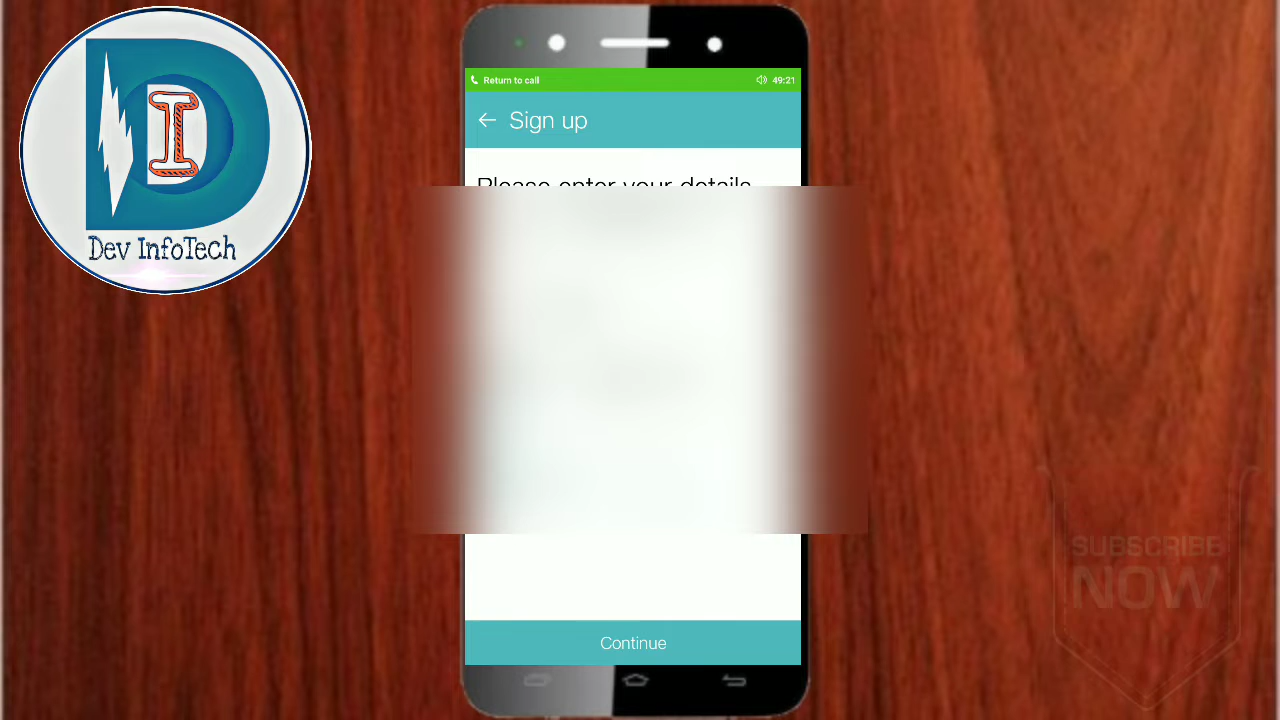 Return to call
49:21
Sign up
Please enter your details
D
I
Dev InfoTech
SUBSCRIBE
NOW
Continue